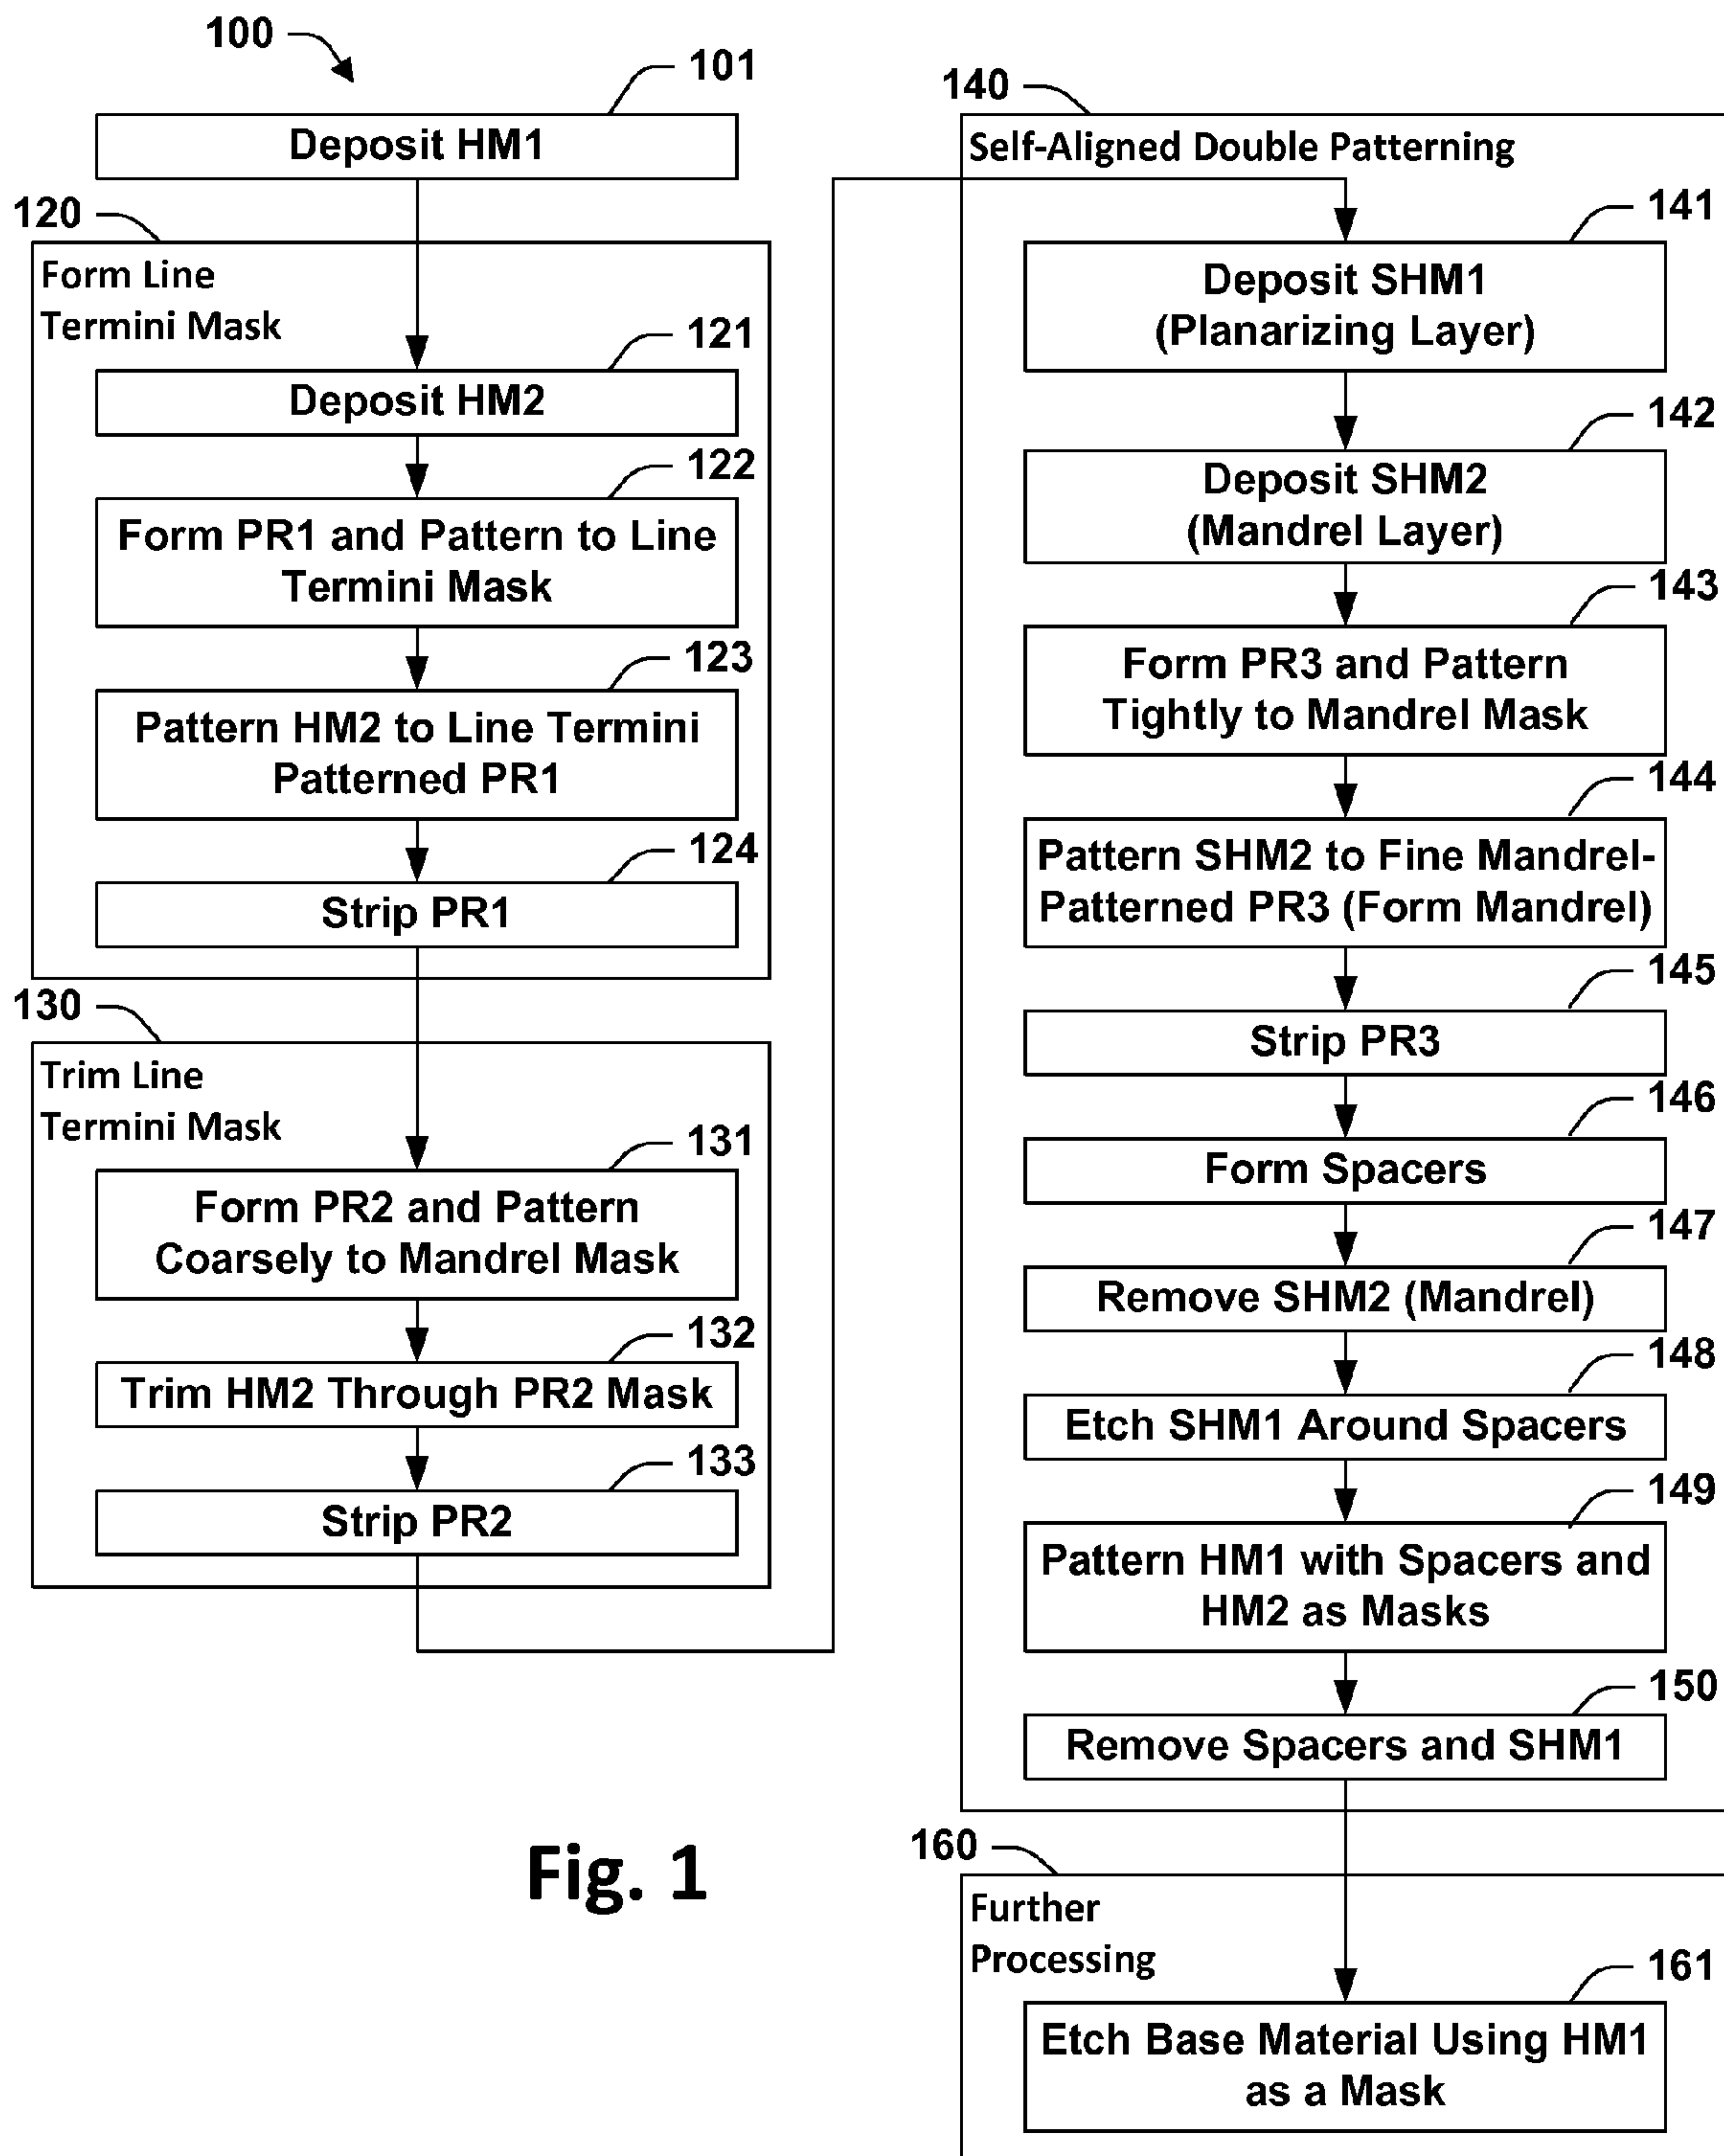 100
101
Deposit HM1
120
Form Line
Termini Mask
121
Deposit HM2
122
Form PR1 and Pattern to Line
Termini Mask
123
Pattern HM2 to Line Termini
Patterned PR1
124
Strip PR1
130
Trim Line
Termini Mask
131
Form PR2 and Pattern
Coarsely to Mandrel Mask
132
Trim HM2 Through PR2 Mask
133
Strip PR2
140
Self-Aligned Double Patterning
141
Deposit SHM1
(Planarizing Layer)
142
Deposit SHM2
(Mandrel Layer)
143
Form PR3 and Pattern
Tightly to Mandrel Mask
144
Pattern SHM2 to Fine Mandrel-
Patterned PR3 (Form Mandrel)
145
Strip PR3
146
Form Spacers
147
Remove SHM2 (Mandrel)
148
Etch SHM1 Around Spacers
149
Pattern HM1 with Spacers and
HM2 as Masks
150
Remove Spacers and SHM1
160
Further
Processing
161
Etch Base Material Using HM1
as a Mask
Fig. 1